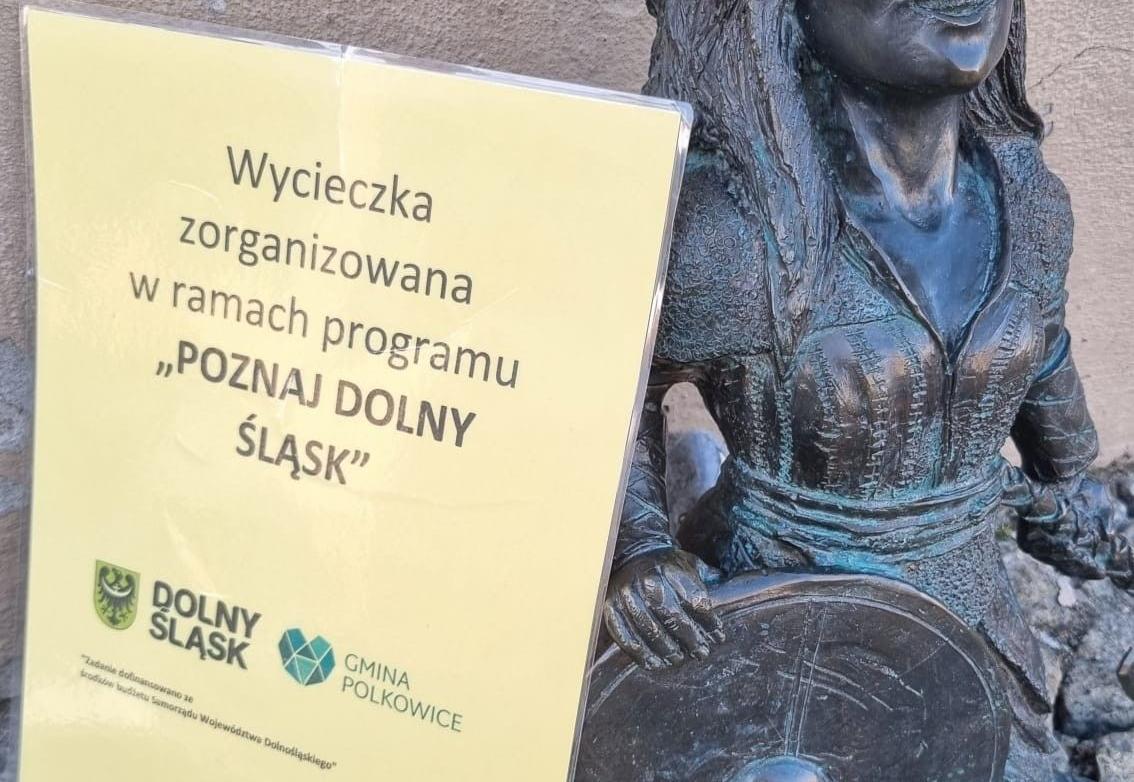 Wycieczka
zorganizowana
w ramach programu
„POZNAJ DOLNY
ŚLĄSK”
DOLNY
ŚLĄSK
GMINA
POLKOWICE
"Zadanie dofinansowano ze
środków budżetu Samorządu Województwa Dolnośląskiego"